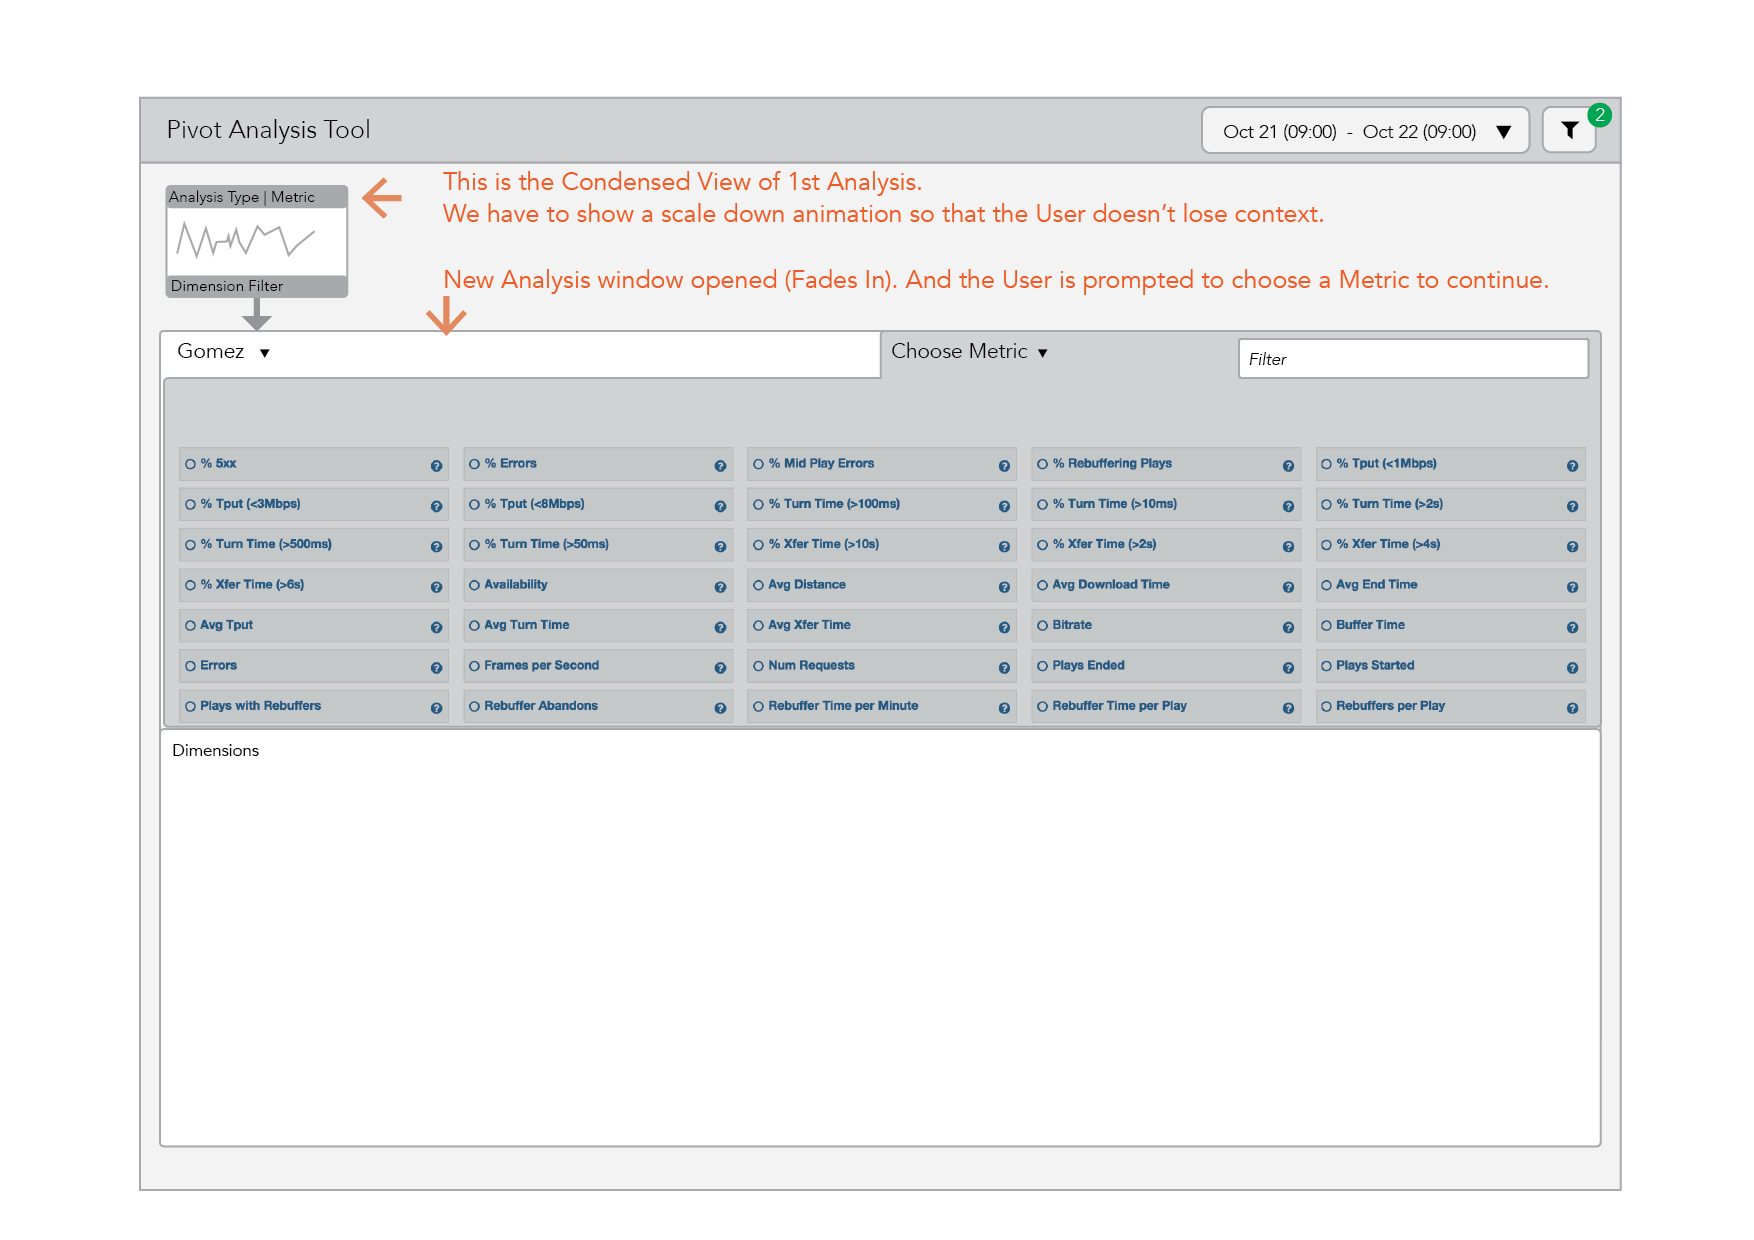 Pivot Analysis Tool
Oct 21 (09:00) - Oct 22 (09:00)
2
Analysis Type | Metric
This is the Condensed View of 1st Analysis.
We have to show a scale down animation so that the User doesn't lose context.
Dimension Filter
New Analysis window opened (Fades In). And the User is prompted to choose a Metric to continue.
Gomez
Choose Metric
Filter
% 5xx ? % Errors ? % Mid Play Errors ? % Rebuffering Plays ? % Tput (<1Mbps) ?
% Tput (<3Mbps) ? % Tput (<8Mbps) ? % Turn Time (>100ms) ? % Turn Time (>10ms) ? % Turn Time (>2s) ?
% Turn Time (>500ms) ? % Turn Time (>50ms) ? % Xfer Time (>10s) ? % Xfer Time (>2s) ? % Xfer Time (>4s) ?
% Xfer Time (>6s) ? Availability ? Avg Distance ? Avg Download Time ? Avg End Time ?
Avg Tput ? Avg Turn Time ? Avg Xfer Time ? Bitrate ? Buffer Time ?
Errors ? Frames per Second ? Num Requests ? Plays Ended ? Plays Started ?
Plays with Rebuffers ? Rebuffer Abandons ? Rebuffer Time per Minute ? Rebuffer Time per Play ? Rebuffers per Play ?
Dimensions